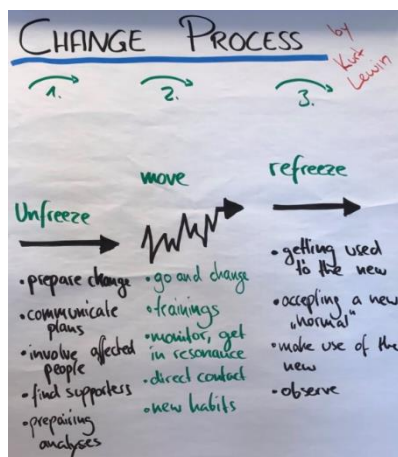 CHANGE PROCESS
by
Kurt
Lewin
1.
2.
3.
Unfreeze
move
refreeze
• prepare change
• communicate
plans
• involve affected
people
• find supporters
• prepairing
analyses
• go and change
• trainings
• monitor, get
in resonance
• direct contact
• new habits
• getting used
to the new
• accepting a new
„normal"
• make use of the
new
• observe